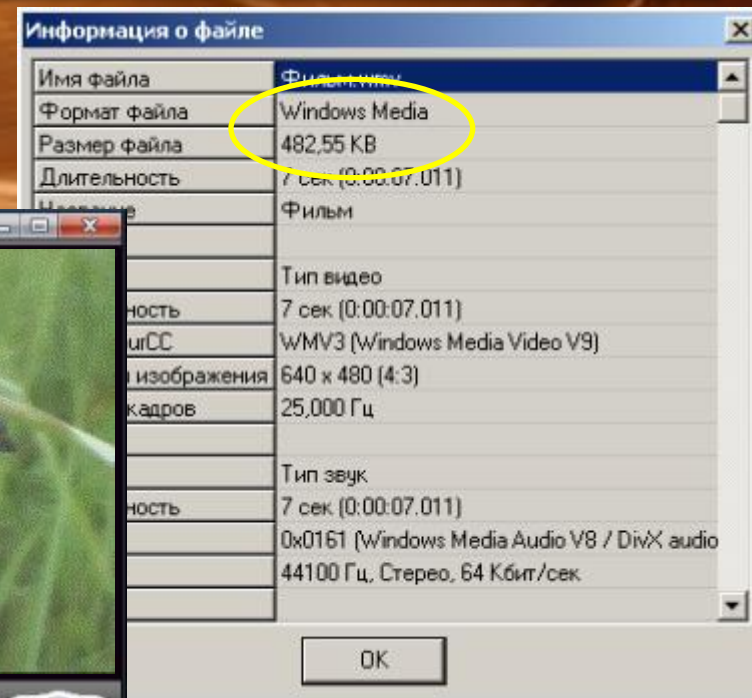 Информация о файле
Имя файла Фильм.wmv
Формат файла Windows Media
Размер файла 482,55 KB
Длительность 7 сек (0:00:07.011)
Название Фильм
Тип видео
ность 7 сек (0:00:07.011)
urCC WMV3 (Windows Media Video V9)
изображения 640 x 480 (4:3)
кадров 25,000 Гц
Тип звук
ность 7 сек (0:00:07.011)
0x0161 (Windows Media Audio V8 / DivX audio
44100 Гц, Стерео, 64 Кбит/сек
OK